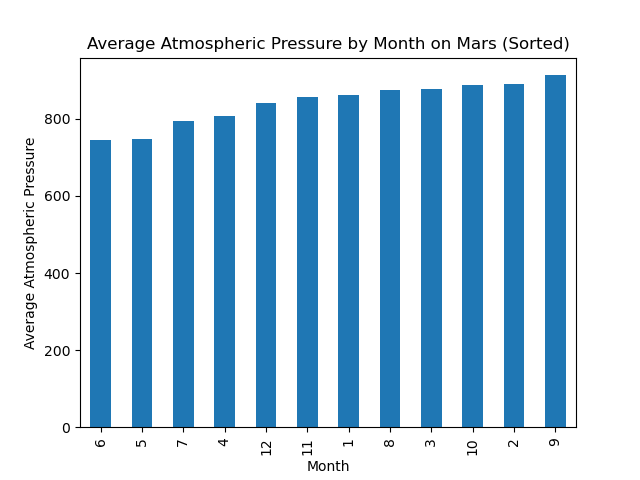 Average Atmospheric Pressure by Month on Mars (Sorted)
Average Atmospheric Pressure
800
600
400
200
0
6 5 7 4 12 11 1 8 3 10 2 9
Month